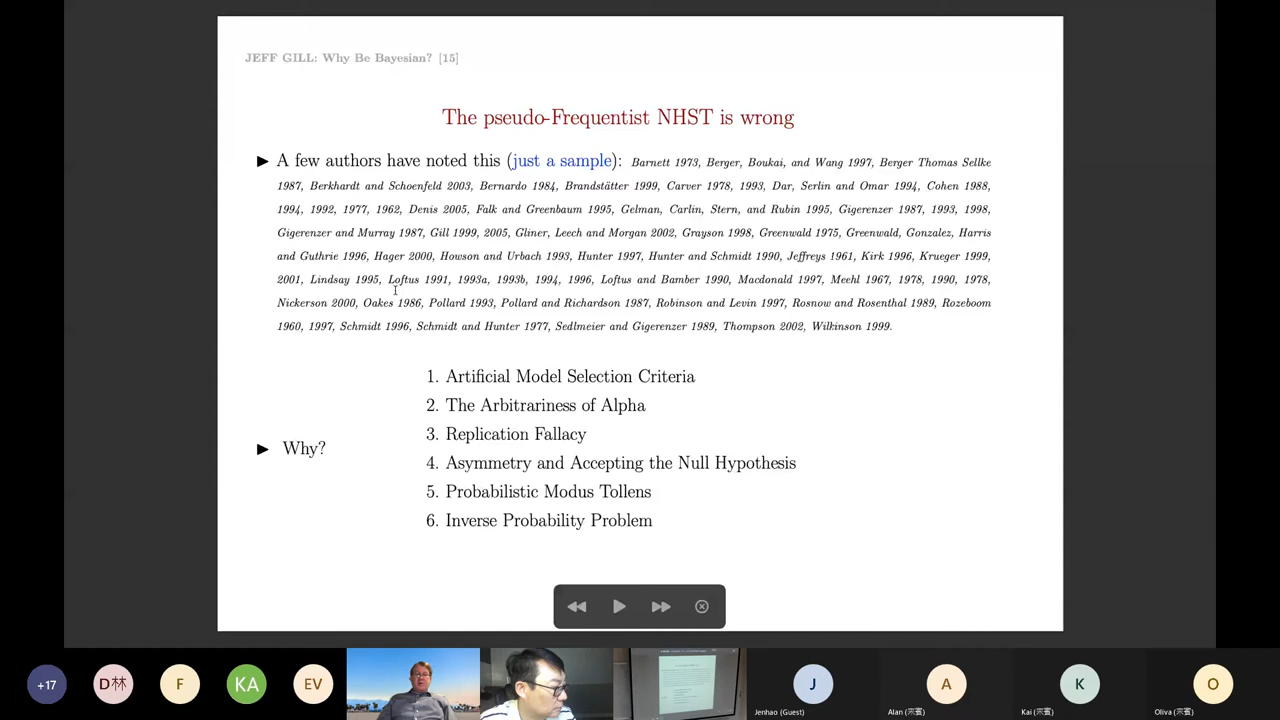 JEFF GILL: Why Be Bayesian? [15]
The pseudo-Frequentist NHST is wrong
► A few authors have noted this (just a sample): Barnett 1973, Berger, Boukai, and Wang 1997, Berger Thomas Sellke
1987, Berkhardt and Schoenfeld 2003, Bernardo 1984, Brandstätter 1999, Carver 1978, 1993, Dar, Serlin and Omar 1994, Cohen 1988,
1994, 1992, 1977, 1962, Denis 2005, Falk and Greenbaum 1995, Gelman, Carlin, Stern, and Rubin 1995, Gigerenzer 1987, 1993, 1998,
Gigerenzer and Murray 1987, Gill 1999, 2005, Gliner, Leech and Morgan 2002, Grayson 1998, Greenwald 1975, Greenwald, Gonzalez, Harris
and Guthrie 1996, Hager 2000, Howson and Urbach 1993, Hunter 1997, Hunter and Schmidt 1990, Jeffreys 1961, Kirk 1996, Krueger 1999,
2001, Lindsay 1995, Loftus 1991, 1993a, 1993b, 1994, 1996, Loftus and Bamber 1990, Macdonald 1997, Meehl 1967, 1978, 1990, 1978,
Nickerson 2000, Oakes 1986, Pollard 1993, Pollard and Richardson 1987, Robinson and Levin 1997, Rosnow and Rosenthal 1989, Rozeboom
1960, 1997, Schmidt 1996, Schmidt and Hunter 1977, Sedlmeier and Gigerenzer 1989, Thompson 2002, Wilkinson 1999.
► Why?
1. Artificial Model Selection Criteria
2. The Arbitrariness of Alpha
3. Replication Fallacy
4. Asymmetry and Accepting the Null Hypothesis
5. Probabilistic Modus Tollens
6. Inverse Probability Problem
+17
D林
F
KA
EV
J
Jenhao (Guest)
A
Alan (宗賓)
K
Kai (宗賓)
O
Oliva (宗賓)